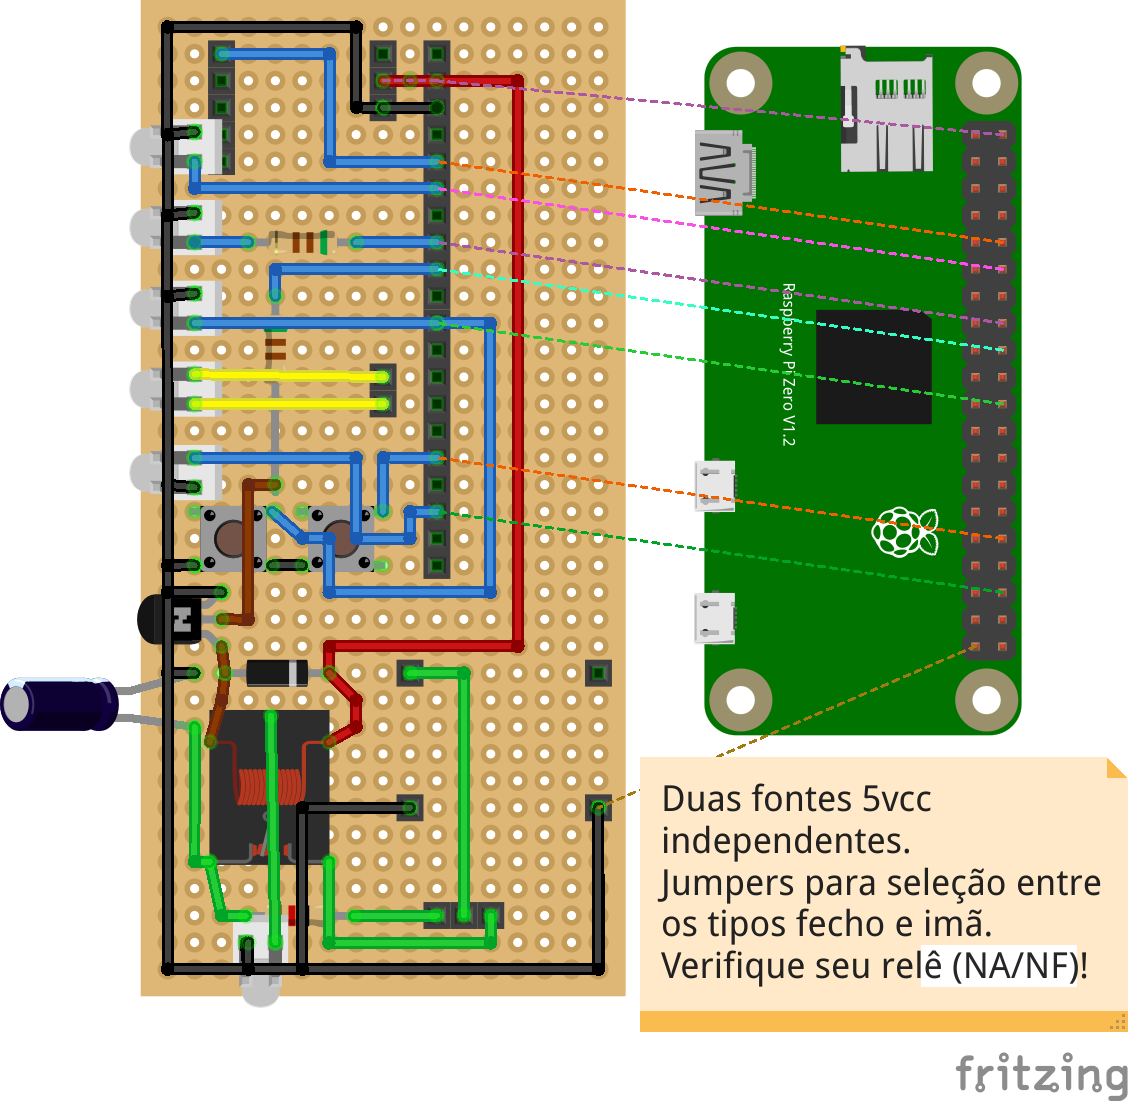 Raspberry Pi Zero V1.2
Duas fontes 5vcc
independentes.
Jumpers para seleção entre
os tipos fecho e imã.
Verifique seu relê (NA/NF)!
fritzing